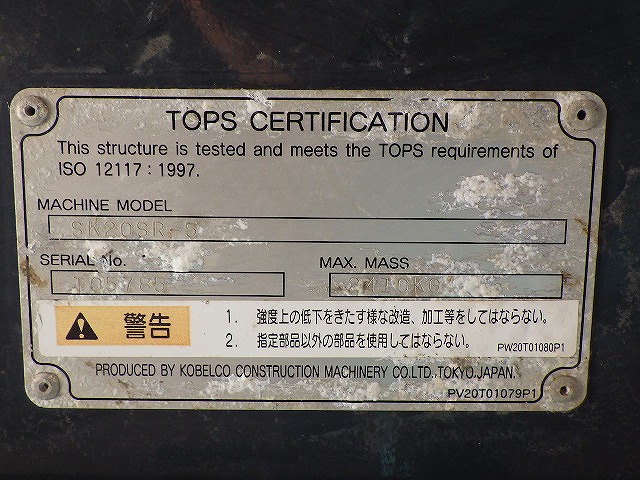 TOPS CERTIFICATION
This structure is tested and meets the TOPS requirements of
ISO 12117 : 1997.
MACHINE MODEL
SK20SR-5
SERIAL No.
MAX. MASS
警告
1. 強度上の低下をきたす様な改造、加工等をしてはならない。
2. 指定部品以外の部品を使用してはならない。
PW20T01080P1
PRODUCED BY KOBELCO CONSTRUCTION MACHINERY CO.LTD.,TOKYO.JAPAN.
PV20T01079P1